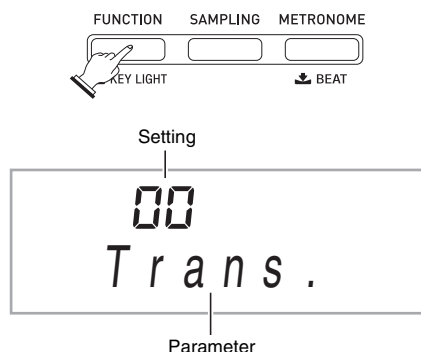 FUNCTION SAMPLING METRONOME
KEY LIGHT BEAT
Setting
00
Trans.
Parameter